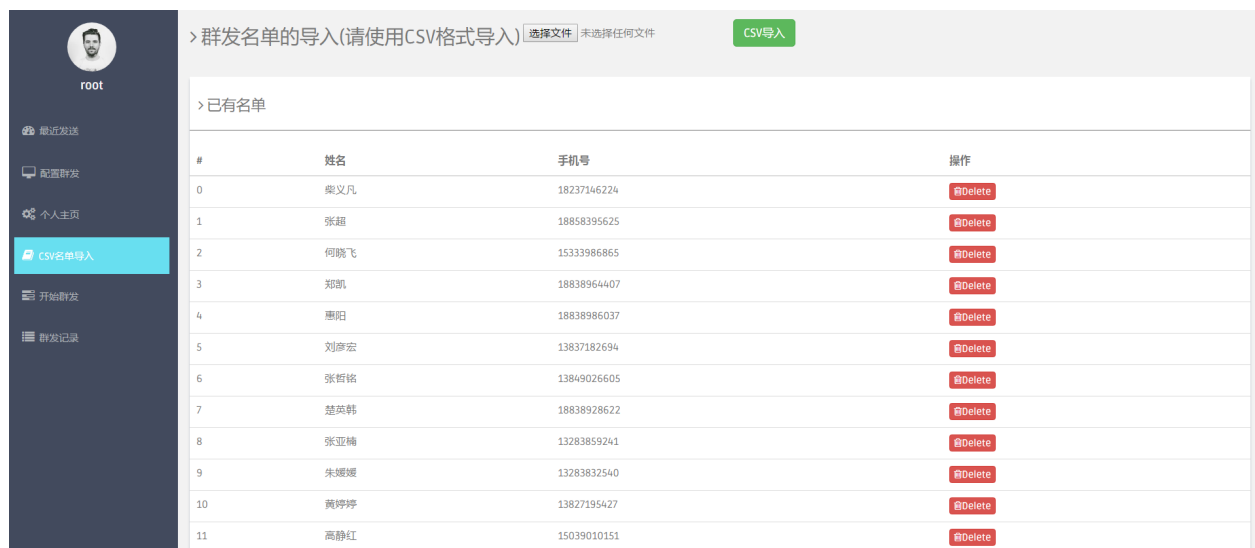 root
最近发送
配置群发
个人主页
CSV名单导入
开始群发
群发记录
群发名单的导入(请使用CSV格式导入) 选择文件 未选择任何文件 CSV导入
已有名单
# 姓名 手机号 操作
0 柴义凡 18237146224 Delete
1 张超 18858395625 Delete
2 何晓飞 15333986865 Delete
3 郑凯 18838964407 Delete
4 惠阳 18838986037 Delete
5 刘彦宏 13837182694 Delete
6 张哲铭 13849026605 Delete
7 楚英韩 18838928622 Delete
8 张亚楠 13283859241 Delete
9 朱媛媛 13283832540 Delete
10 黄婷婷 13827195427 Delete
11 高静红 15039010151 Delete